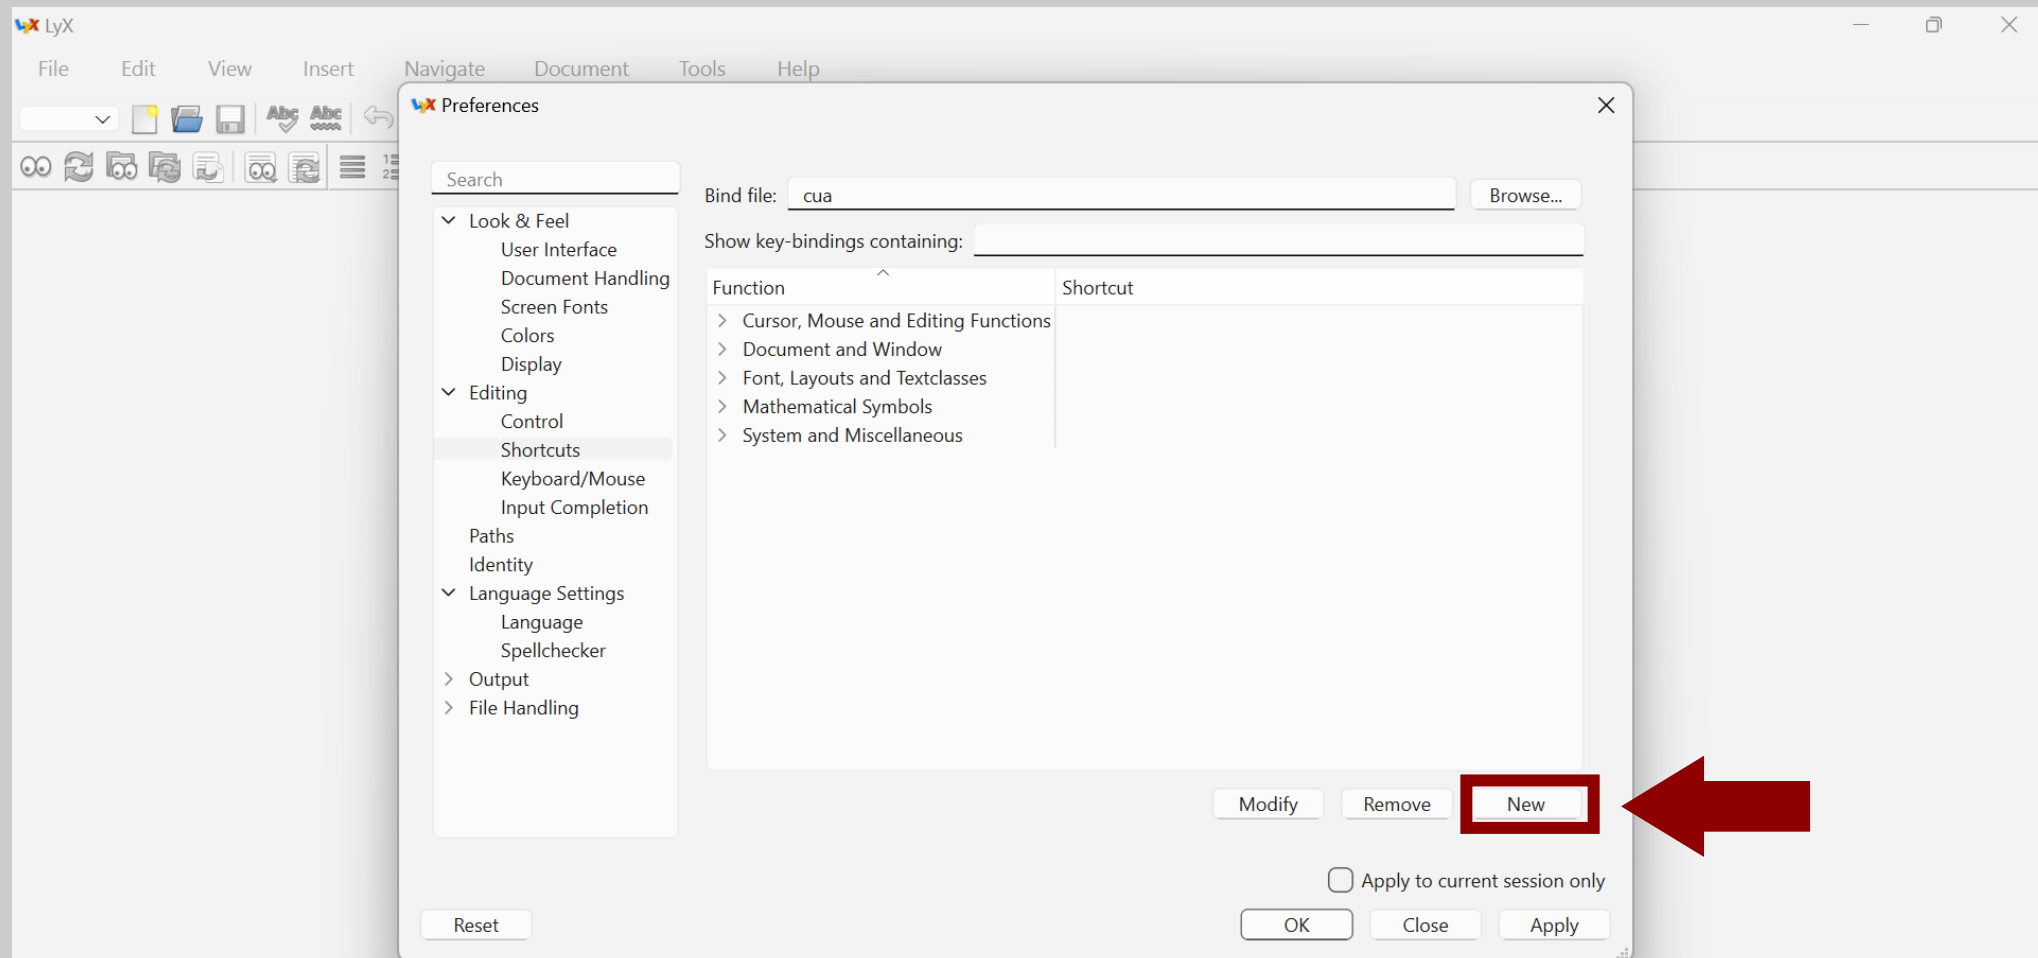 LyX
File Edit View Insert Navigate Document Tools Help
Abc Abc
LyX Preferences
Search
Look & Feel
User Interface
Document Handling
Screen Fonts
Colors
Display
Editing
Control
Shortcuts
Keyboard/Mouse
Input Completion
Paths
Identity
Language Settings
Language
Spellchecker
Output
File Handling
Bind file: cua Browse...
Show key-bindings containing:
Function Shortcut
Cursor, Mouse and Editing Functions
Document and Window
Font, Layouts and Textclasses
Mathematical Symbols
System and Miscellaneous
Modify Remove New
Apply to current session only
Reset OK Close Apply